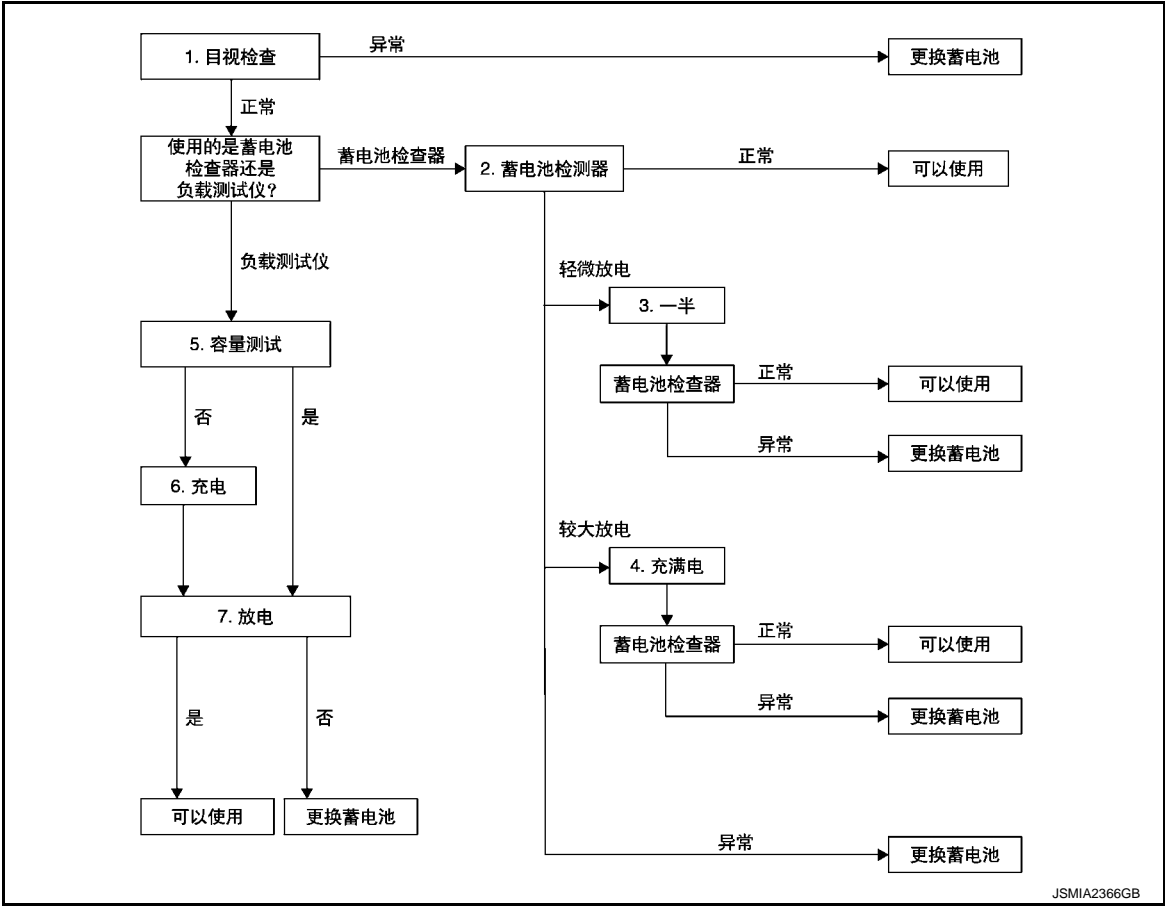 1. 目视检查
异常
更换蓄电池
正常
使用的是蓄电池
检查器还是
负载测试仪?
蓄电池检查器
2. 蓄电池检测器
正常
可以使用
负载测试仪
轻微放电
3. 一半
5. 容量测试
蓄电池检查器
正常
可以使用
否
是
异常
更换蓄电池
6. 充电
较大放电
4. 充满电
7. 放电
蓄电池检查器
正常
可以使用
是
否
异常
更换蓄电池
可以使用
更换蓄电池
异常
更换蓄电池
JSMIA2366GB